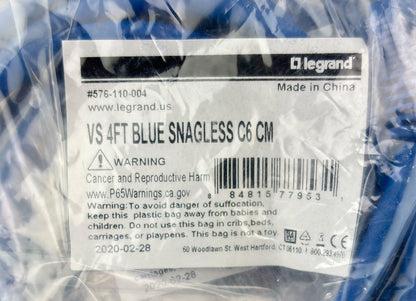 legrand
#576-110-004
Made in China
www.legrand.us
VS 4FT BLUE SNAGLESS C6 CM
WARNING
Cancer and Reproductive Harm
www.P65Warnings.ca.gov
84815 77953
Warning: To avoid danger of suffocation,
keep this plastic bag away from babies and
children. Do not use this bag in cribs, beds,
carriages, or playpens. This bag is not a toy.
2020-02-28
60 Woodlawn St. West Hartford, CT 06110
2020-02-28